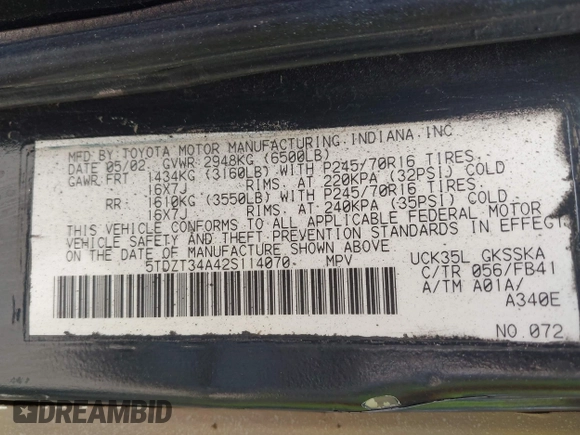 MFD BY TOYOTA MOTOR MANUFACTURING INDIANA INC
DATE 05/02 GVWR 2948KG (6500LB)
GAWR FRT 1434KG (3160LB) WITH P245/70R16 TIRES.
16X7J RIMS. AT 220KPA (32PSI) COLD
RR 1610KG (3550LB) WITH P245/70R16 TIRES.
16X7J RIMS. AT 240KPA (35PSI) COLD
THIS VEHICLE CONFORMS TO ALL APPLICABLE FEDERAL MOTOR
VEHICLE SAFETY AND THEFT PREVENTION STANDARDS IN EFFECT
ON THE DATE OF MANUFACTURE SHOWN ABOVE
5TDZT34A42S114070 MPV
UCK35L GKSSKA
C/TR 056/FB41
A/TM A01A/
A340E
NO. 072
DREAMBID